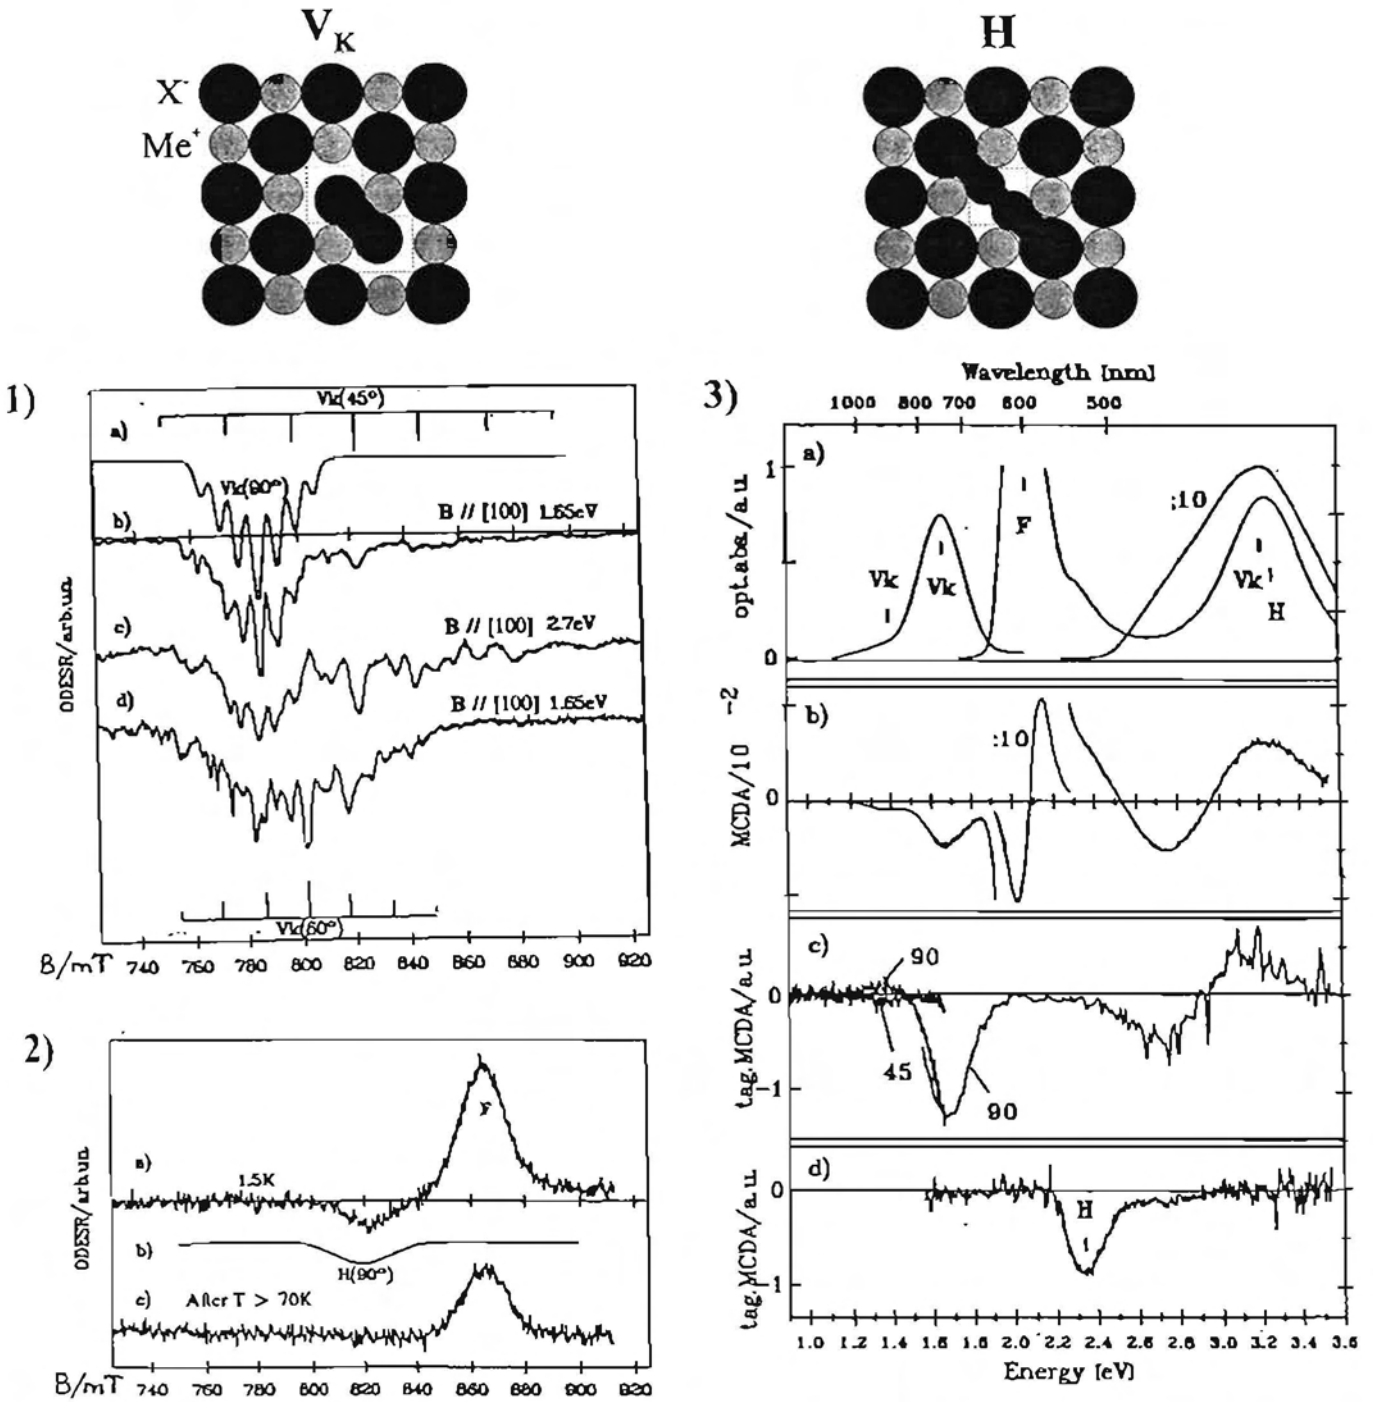 V_K
H
X⁻
Me⁺
1)
Vk(45°)
a)
Vk(90°)
b)
B // [100] 1.65eV
c)
B // [100] 2.7eV
d)
B // [100] 1.65eV
ODESR/arb.un
Vk(60°)
B/mT 740 760 780 800 820 840 860 880 900 920
2)
F
a)
1.5K
ODESR/arb.un
b)
H(90°)
c) After T > 70K
B/mT 740 760 780 800 820 840 860 880 900 920
3)
Wavelength [nm]
1000 800 700 600 500
a)
1
:10
F
Vk Vk Vk
H
0
opt.abs/a.u
b)
-2
:10
0
MCDA/10
c)
90
0
45
90
-1
tag.MCDA/a.u
d)
0
H
-1
tag.MCDA/a.u.
1.0 1.2 1.4 1.6 1.8 2.0 2.2 2.4 2.6 2.8 3.0 3.2 3.4 3.6
Energy [eV]